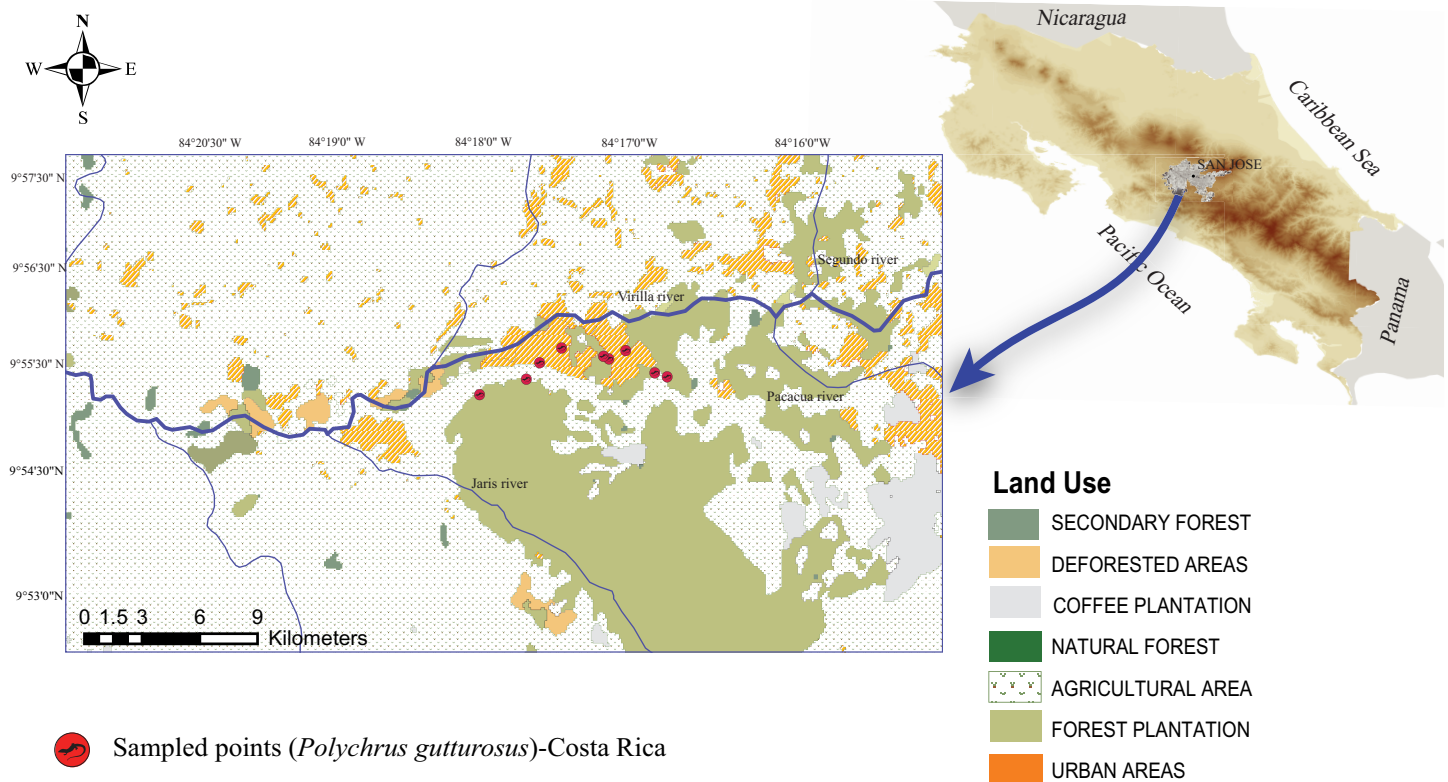 N
W E
S
Nicaragua
Caribbean Sea
SAN JOSE
Pacific Ocean
Panama
84°20'30" W 84°19'0" W 84°18'0" W 84°17'0" W 84°16'0"W
9°57'30" N
9°56'30" N
9°55'30" N
9°54'30"N
9°53'0"N
Segundo river
Virilla river
Pacacua river
Jaris river
0 1.5 3 6 9
Kilometers
Land Use
SECONDARY FOREST
DEFORESTED AREAS
COFFEE PLANTATION
NATURAL FOREST
AGRICULTURAL AREA
FOREST PLANTATION
URBAN AREAS
Sampled points (Polychrus gutturosus)-Costa Rica